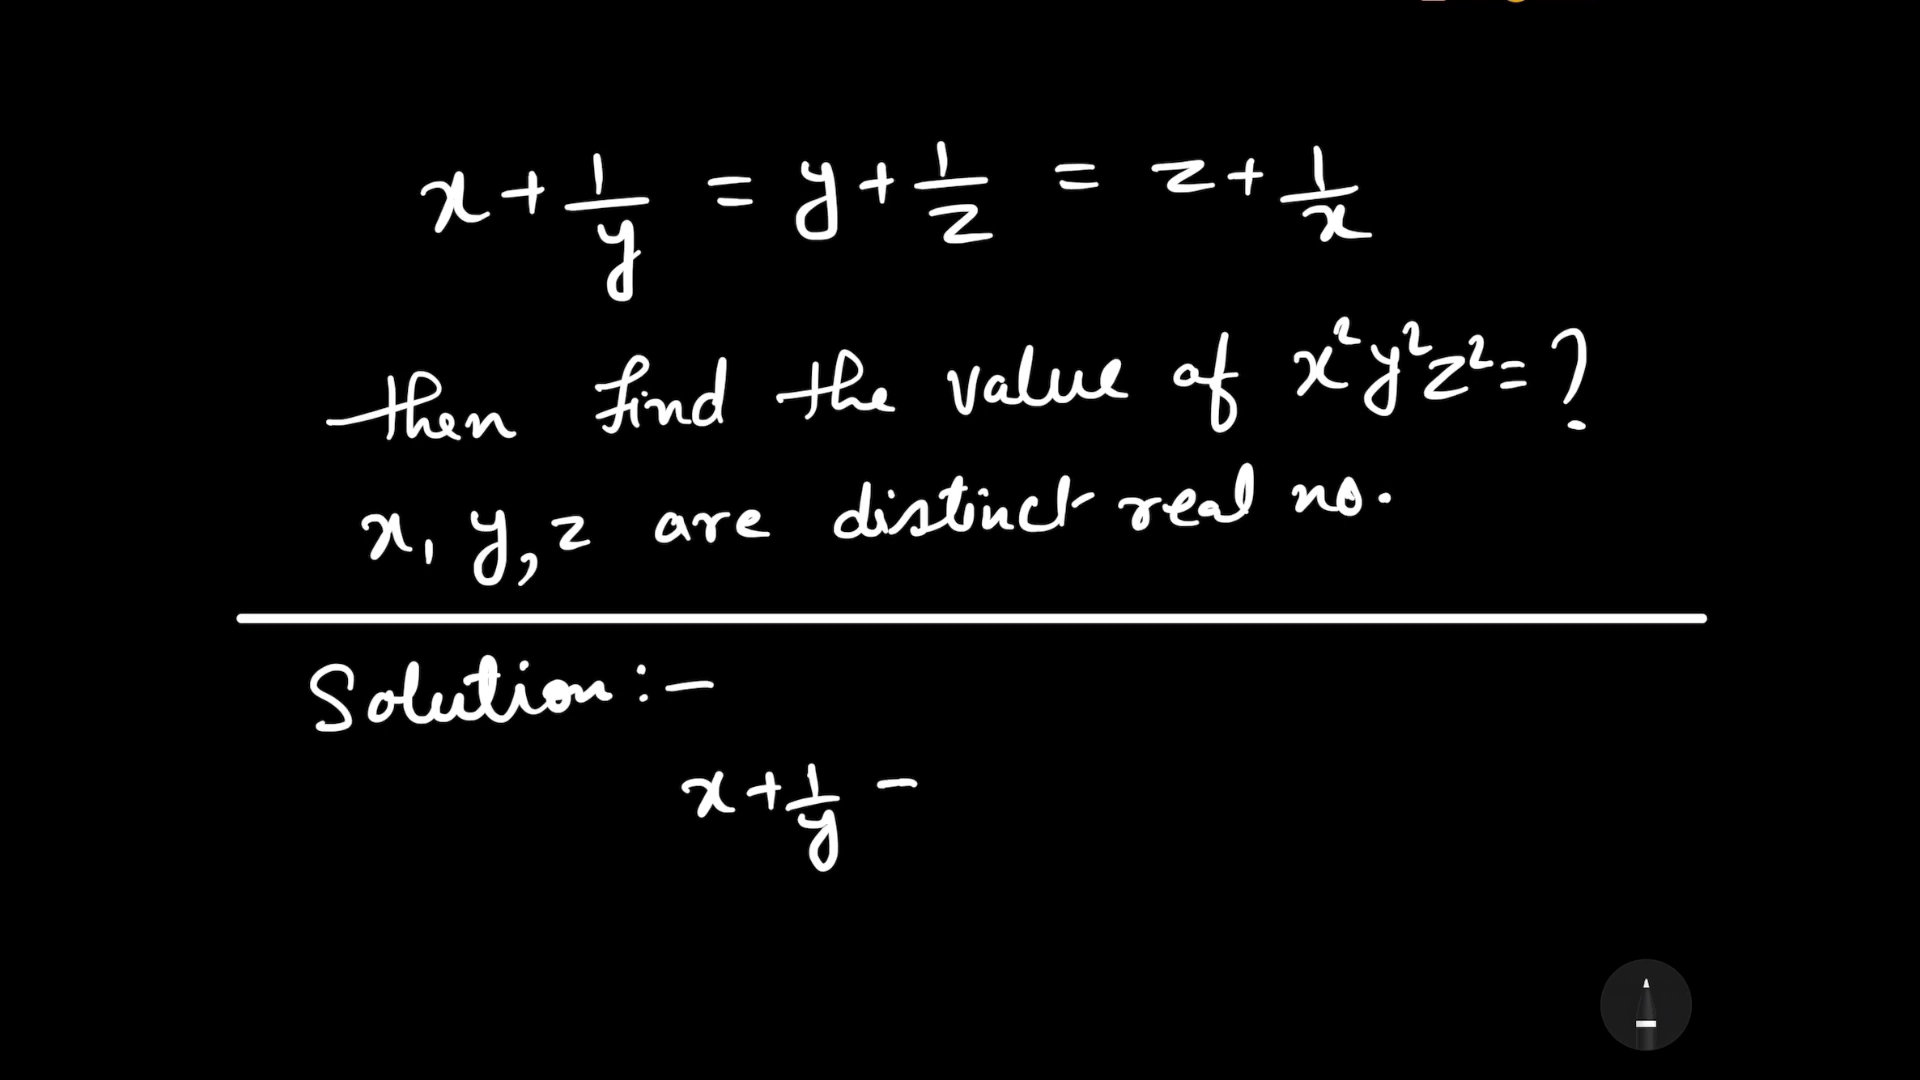 x + 1/y = y + 1/z = z + 1/x
then find the value of x²y²z² = ?
x, y, z are distinct real no.
Solution :-
x + 1/y -